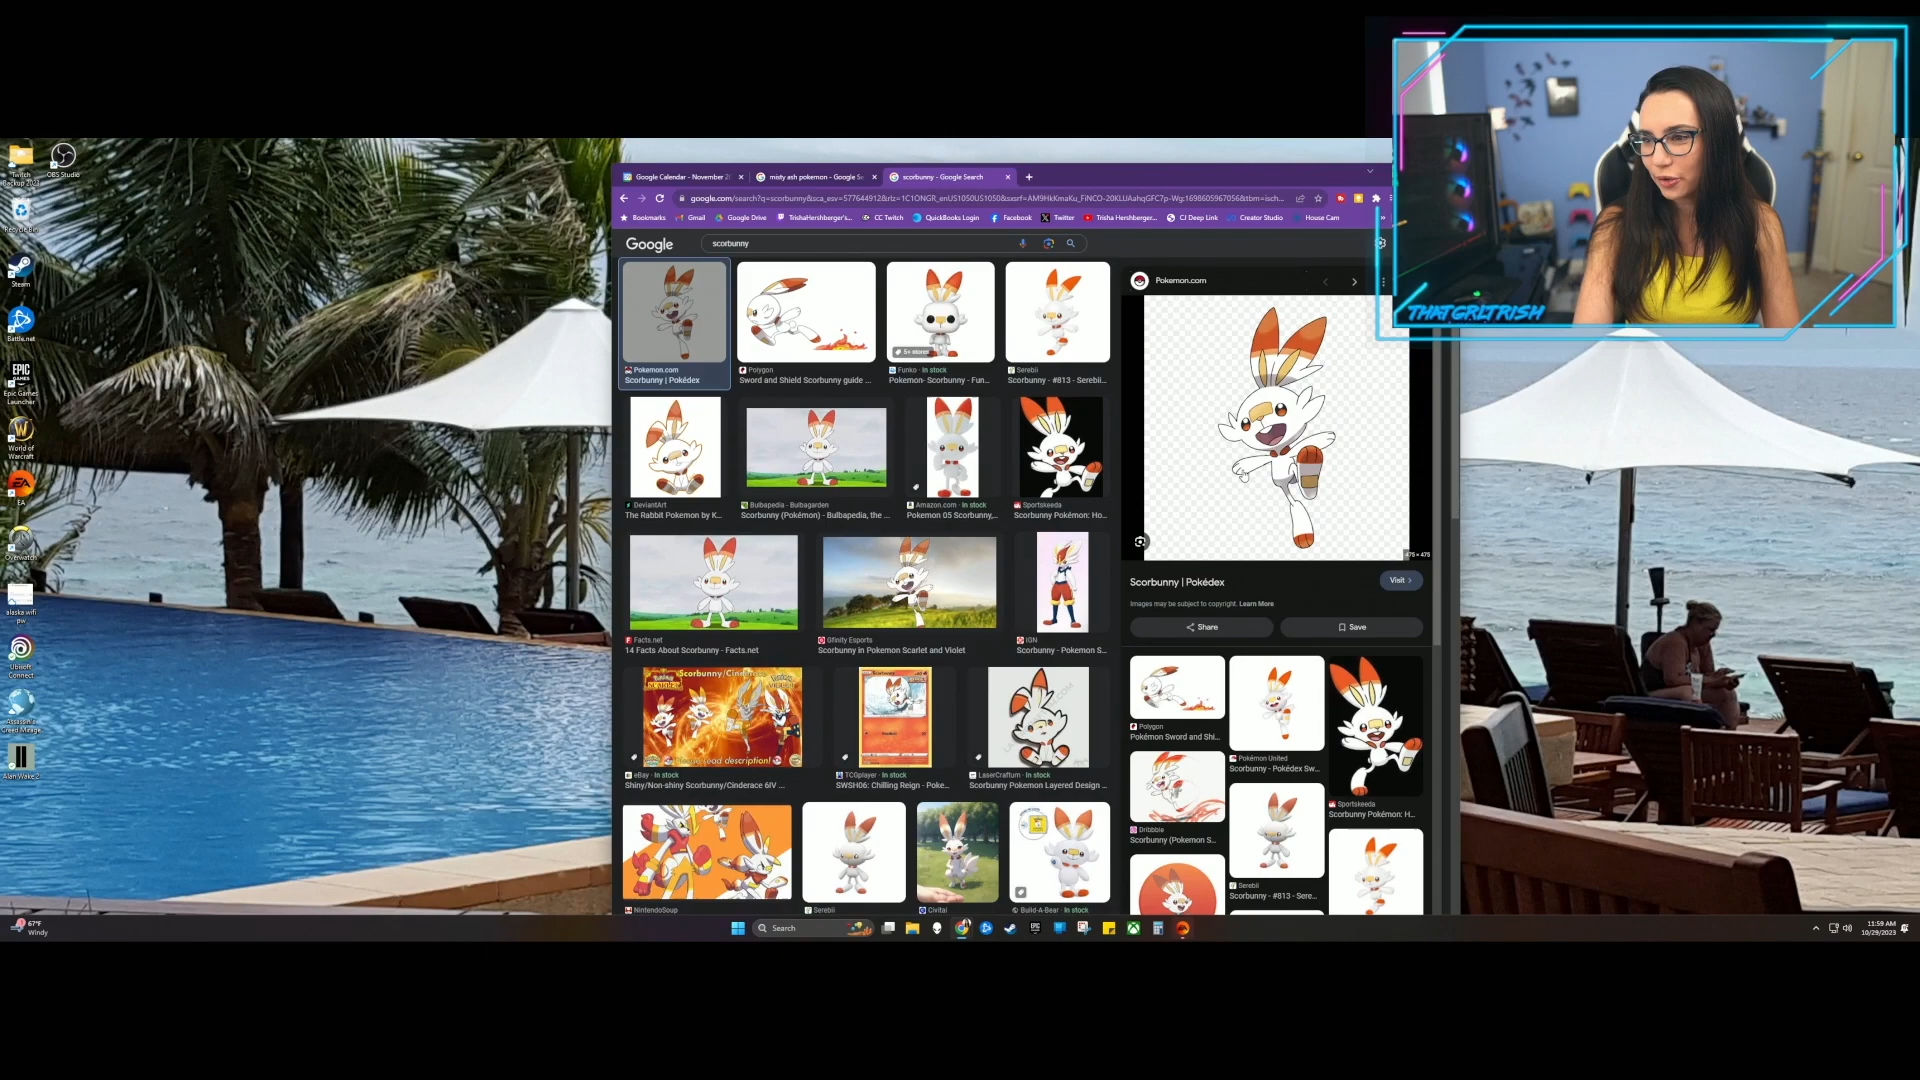 Twitch
Backup 2023
OBS Studio
Recycle Bin
Steam
Battle.net
EPIC
GAMES
Epic Games
Launcher
World of
Warcraft
EA
EA
Overwatch
alaska wifi
pw
Ubisoft
Connect
Assassin's
Creed Mirage
Alan Wake 2
Google Calendar - November 2
misty ash pokemon - Google Se
scorbunny - Google Search
Bookmarks
Gmail
Google Drive
TrishaHershberger's...
CC Twitch
QuickBooks Login
Facebook
Twitter
Trisha Hershberger...
CJ Deep Link
Creator Studio
House Cam
Google
scorbunny
Pokemon.com
Scorbunny | Pokédex
Polygon
Sword and Shield Scorbunny guide ...
5+ stores
Funko · In stock
Pokemon- Scorbunny - Fun...
Serebii
Scorbunny - #813 - Serebii...
DeviantArt
The Rabbit Pokemon by K...
Bulbapedia - Bulbagarden
Scorbunny (Pokémon) - Bulbapedia, the ...
Amazon.com · In stock
Pokemon 05 Scorbunny,...
Sportskeeda
Scorbunny Pokémon: Ho...
Facts.net
14 Facts About Scorbunny - Facts.net
Gfinity Esports
Scorbunny in Pokemon Scarlet and Violet
IGN
Scorbunny - Pokemon S...
eBay · In stock
Shiny/Non-shiny Scorbunny/Cinderace 6IV ...
TCGplayer · In stock
SWSH06: Chilling Reign - Poke...
LaserCraftum · In stock
Scorbunny Pokemon Layered Design ...
NintendoSoup
Serebii
Civitai
Build-A-Bear · In stock
Pokemon.com
475 × 475
Scorbunny | Pokédex
Visit
Images may be subject to copyright. Learn More
Share
Save
Polygon
Pokémon Sword and Shi...
Pokémon United
Scorbunny - Pokédex Sw...
Sportskeeda
Scorbunny Pokémon: H...
Dribbble
Scorbunny (Pokemon S...
Serebii
Scorbunny - #813 - Sere...
THATGRLTRISH
67°F
Windy
Search
11:59 AM
10/29/2023